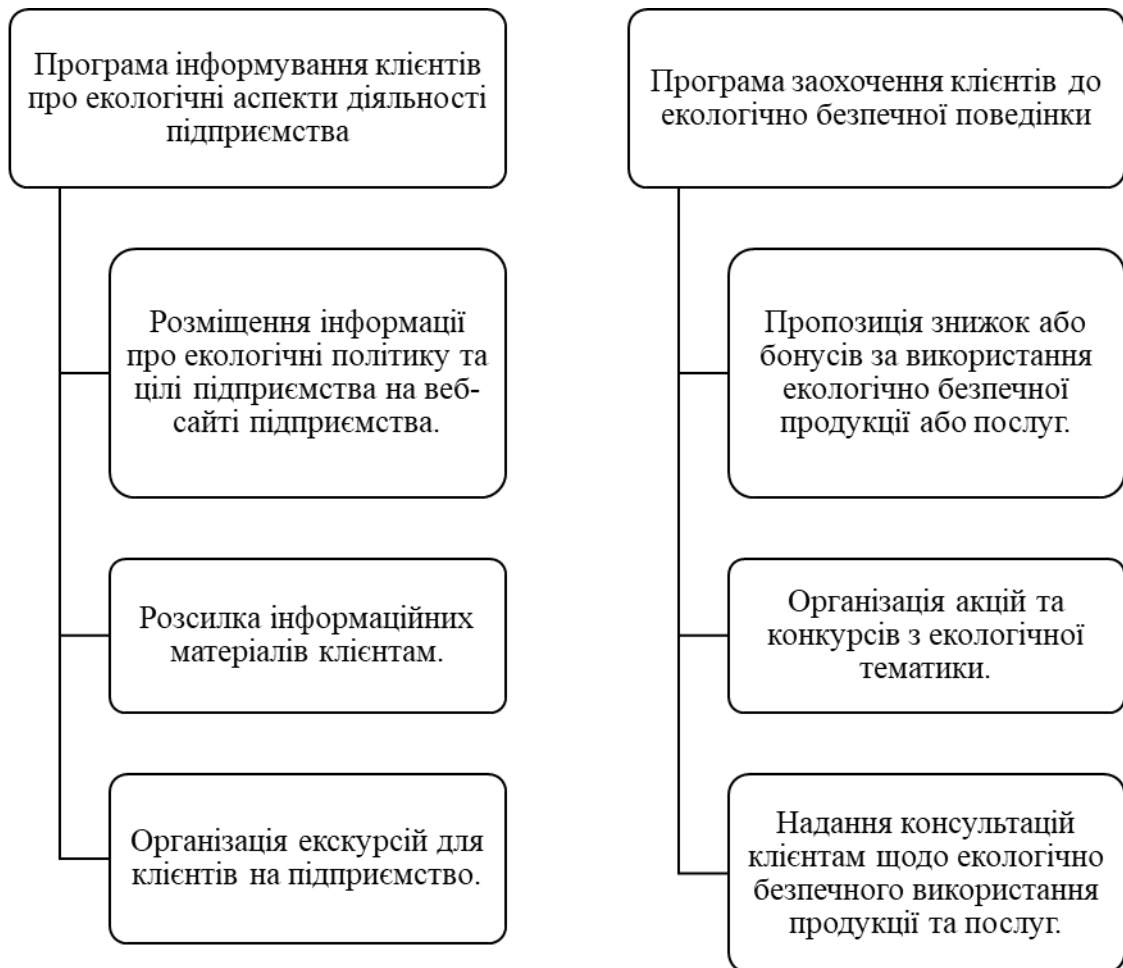 Програма інформування клієнтів
про екологічні аспекти діяльності
підприємства
Розміщення інформації
про екологічні політику та
цілі підприємства на веб-
сайті підприємства.
Розсилка інформаційних
матеріалів клієнтам.
Організація екскурсій для
клієнтів на підприємство.
Програма заохочення клієнтів до
екологічно безпечної поведінки
Пропозиція знижок або
бонусів за використання
екологічно безпечної
продукції або послуг.
Організація акцій та
конкурсів з екологічної
тематики.
Надання консультацій
клієнтам щодо екологічно
безпечного використання
продукції та послуг.